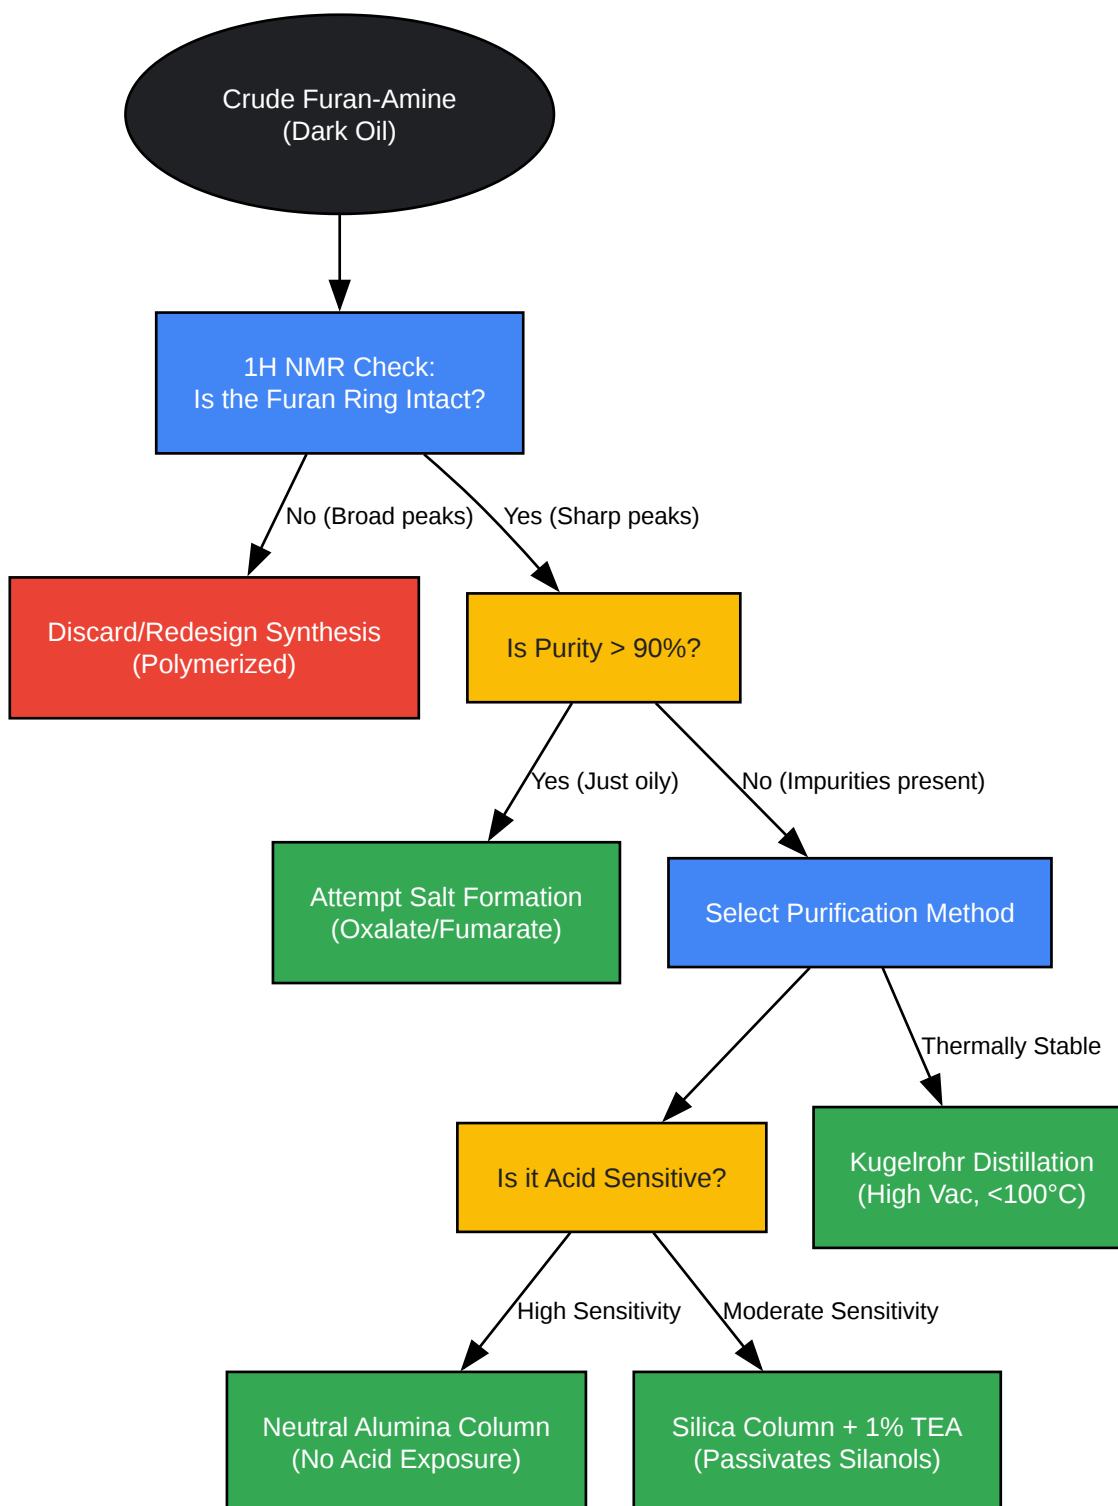 Crude Furan-Amine
(Dark Oil)
1H NMR Check:
Is the Furan Ring Intact?
No (Broad peaks)
Yes (Sharp peaks)
Discard/Redesign Synthesis
(Polymerized)
Is Purity > 90%?
Yes (Just oily)
No (Impurities present)
Attempt Salt Formation
(Oxalate/Fumarate)
Select Purification Method
Thermally Stable
Is it Acid Sensitive?
Kugelrohr Distillation
(High Vac, <100°C)
High Sensitivity
Moderate Sensitivity
Neutral Alumina Column
(No Acid Exposure)
Silica Column + 1% TEA
(Passivates Silanols)